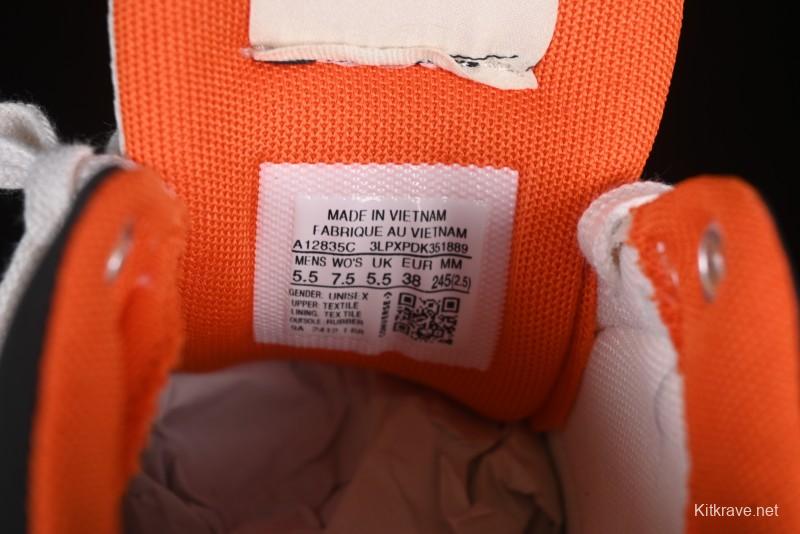 MADE IN VIETNAM
FABRIQUE AU VIETNAM
A12835C 3LPXPDK351889
MENS WO'S UK EUR MM
5.5 7.5 5.5 38 245(2.5)
GENDER: UNISEX
UPPER: TEXTILE
LINING: TEXTILE
OUTSOLE: RUBBER
CONVERSE
Kitkrave.net